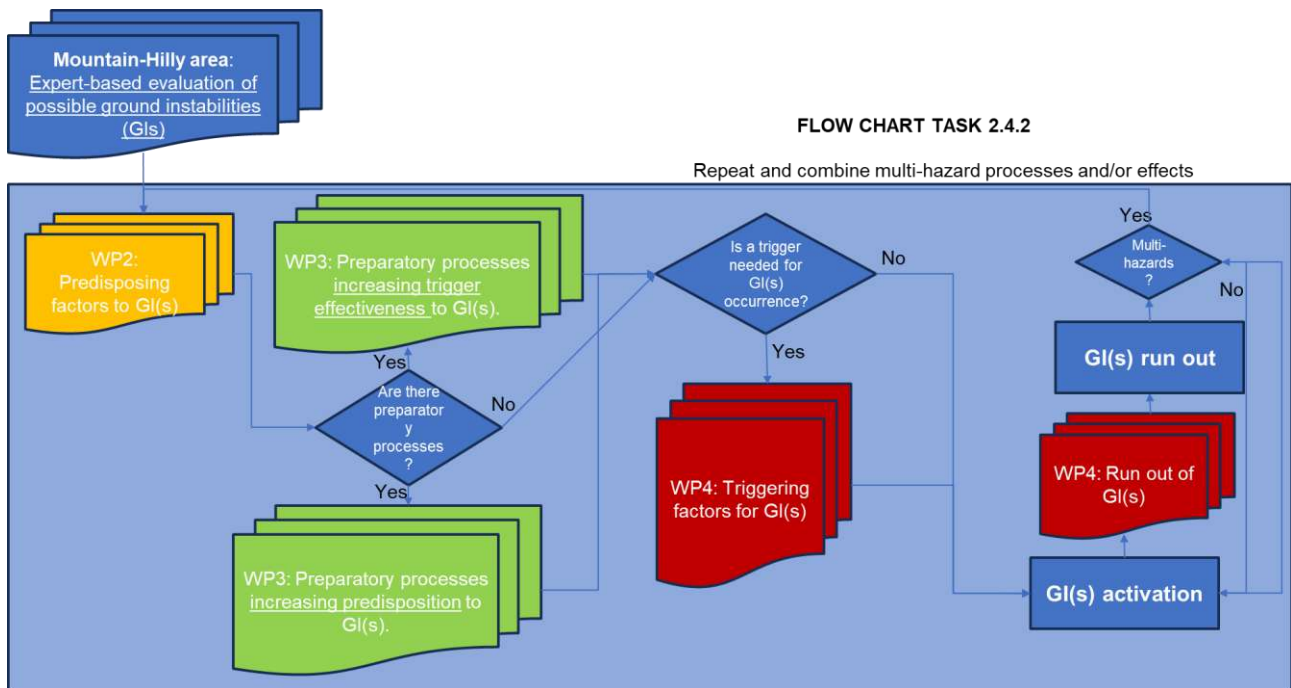 Mountain-Hilly area:
Expert-based evaluation of
possible ground instabilities
(GIs)
FLOW CHART TASK 2.4.2
Repeat and combine multi-hazard processes and/or effects
WP2:
Predisposing
factors to GI(s)
WP3: Preparatory processes
increasing trigger
effectiveness to GI(s).
Yes
Are there
preparator
y
processes
?
No
Yes
WP3: Preparatory processes
increasing predisposition to
GI(s).
Is a trigger
needed for
GI(s)
occurrence?
No
Yes
WP4: Triggering
factors for GI(s)
Yes
Multi-
hazards
?
No
GI(s) run out
WP4: Run out of
GI(s)
GI(s) activation